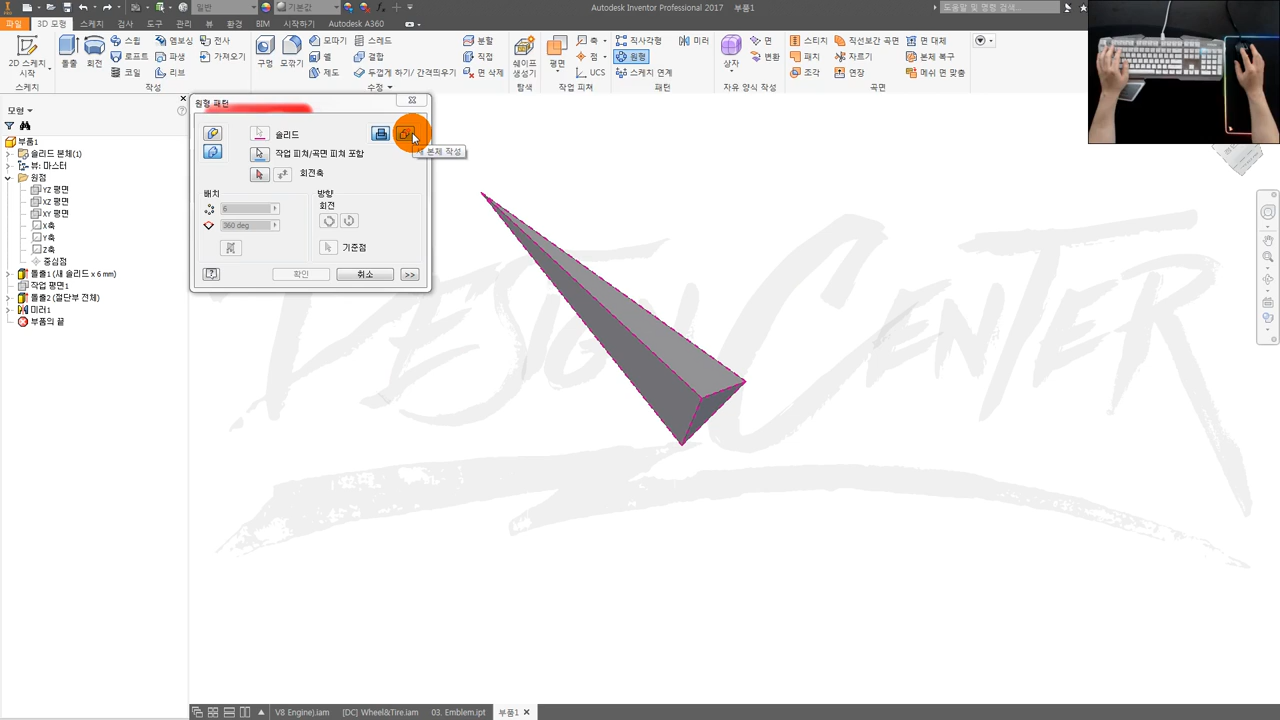 일반
기본값
Autodesk Inventor Professional 2017 부품1
도움말 및 명령 검색...
파일 3D 모형 스케치 검사 도구 관리 뷰 환경 BIM 시작하기 Autodesk A360
2D 스케치 시작
돌출 회전
스윕 엠보싱 전사
로프트 파생 가져오기
코일 리브
작성
구멍 모깎기
모따기 스레드 분할
쉘 결합 직접
제도 두껍게 하기/
수정
쉐이프 생성기
탐색
평면
축
점
UCS
작업 피쳐
직사각형 미러
원형
스케치 연계
패턴
상자
면
변환
자유 양식 작성
스티치 직선보간 곡면 면 대체
패치 자르기 본체 복구
조각 연장 메쉬 면 맞춤
곡면
모형
부품1
솔리드 본체(1)
뷰: 마스터
원점
YZ 평면
XZ 평면
XY 평면
X축
Y축
Z축
중심점
돌출1 (새 솔리드 x 6 mm)
작업 평면1
돌출2 (절단부 전체)
미러1
부품의 끝
원형 패턴
솔리드
본체 작성
작업 피쳐/곡면 피쳐 포함
회전축
배치 방향
6 회전
360 deg
기준점
확인 취소 >>
DESIGN CENTER
V8 Engine).iam [DC] Wheel&Tire.iam 03. Emblem.ipt 부품1